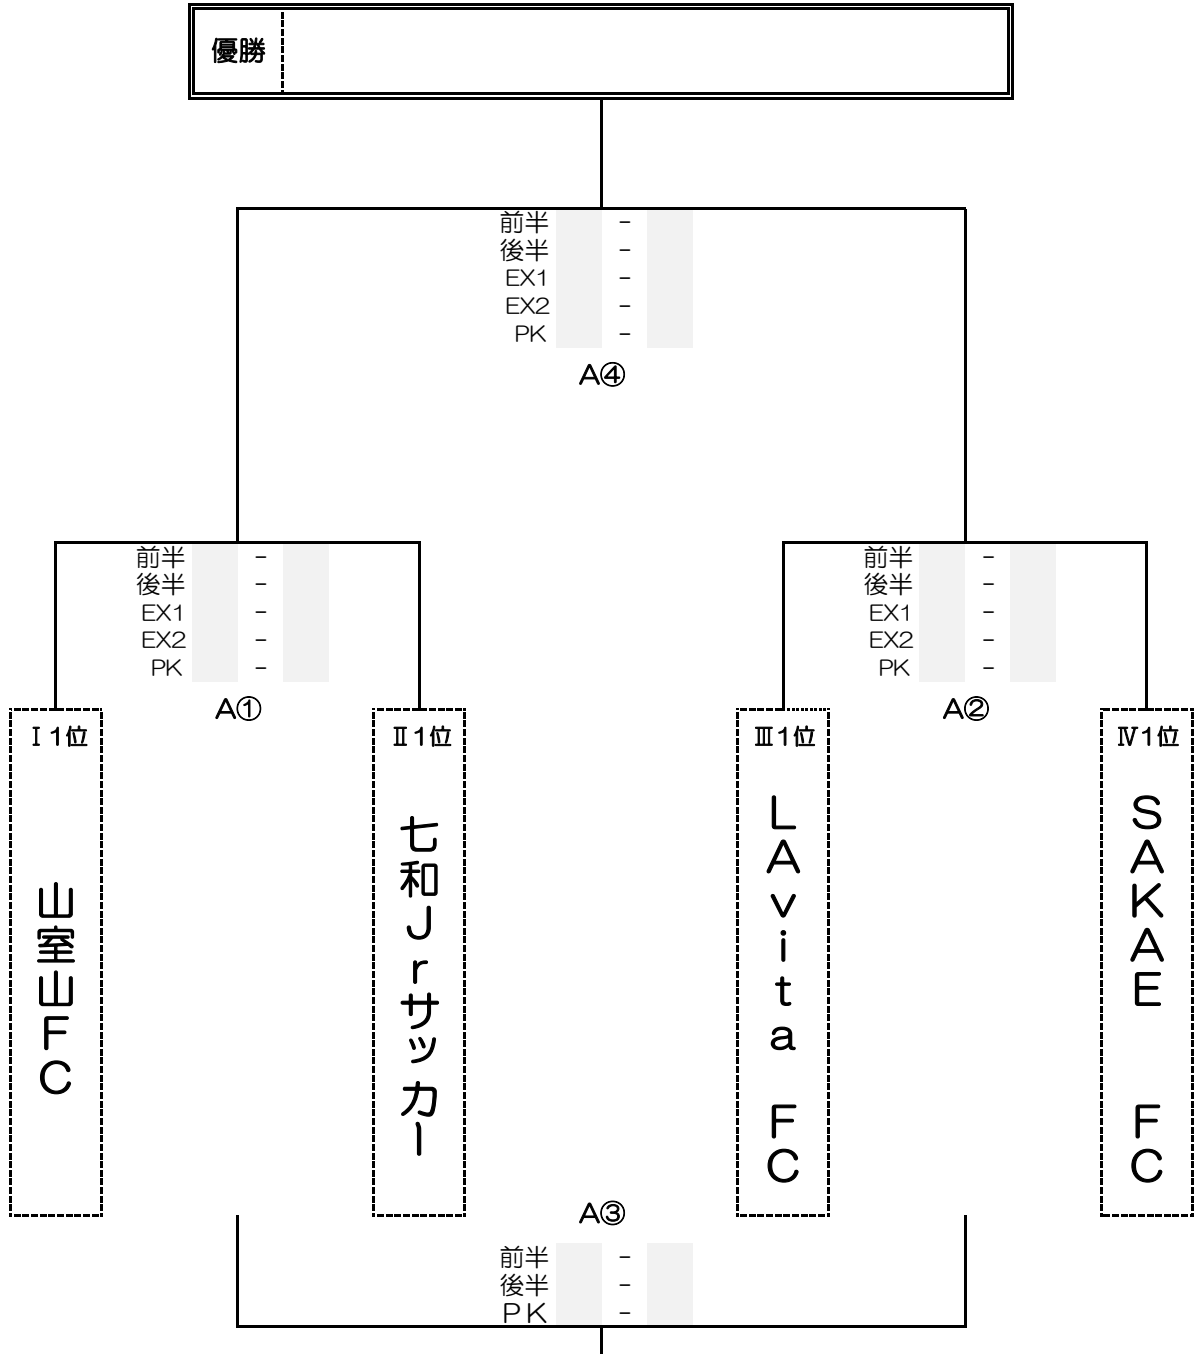 優勝
前半 -
後半 -
EX1 -
EX2 -
PK -
A④
前半 -
後半 -
EX1 -
EX2 -
PK -
A①
前半 -
後半 -
EX1 -
EX2 -
PK -
A②
Ⅰ1位
山室山FC
Ⅱ1位
七和Jrサッカー
Ⅲ1位
LAvita FC
Ⅳ1位
SAKAE FC
A③
前半 -
後半 -
PK -